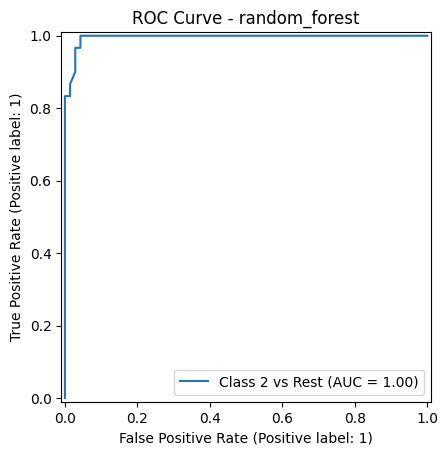 ROC Curve - random_forest
1.0
0.8
0.6
0.4
0.2
0.0
True Positive Rate (Positive label: 1)
Class 2 vs Rest (AUC = 1.00)
0.0 0.2 0.4 0.6 0.8 1.0
False Positive Rate (Positive label: 1)